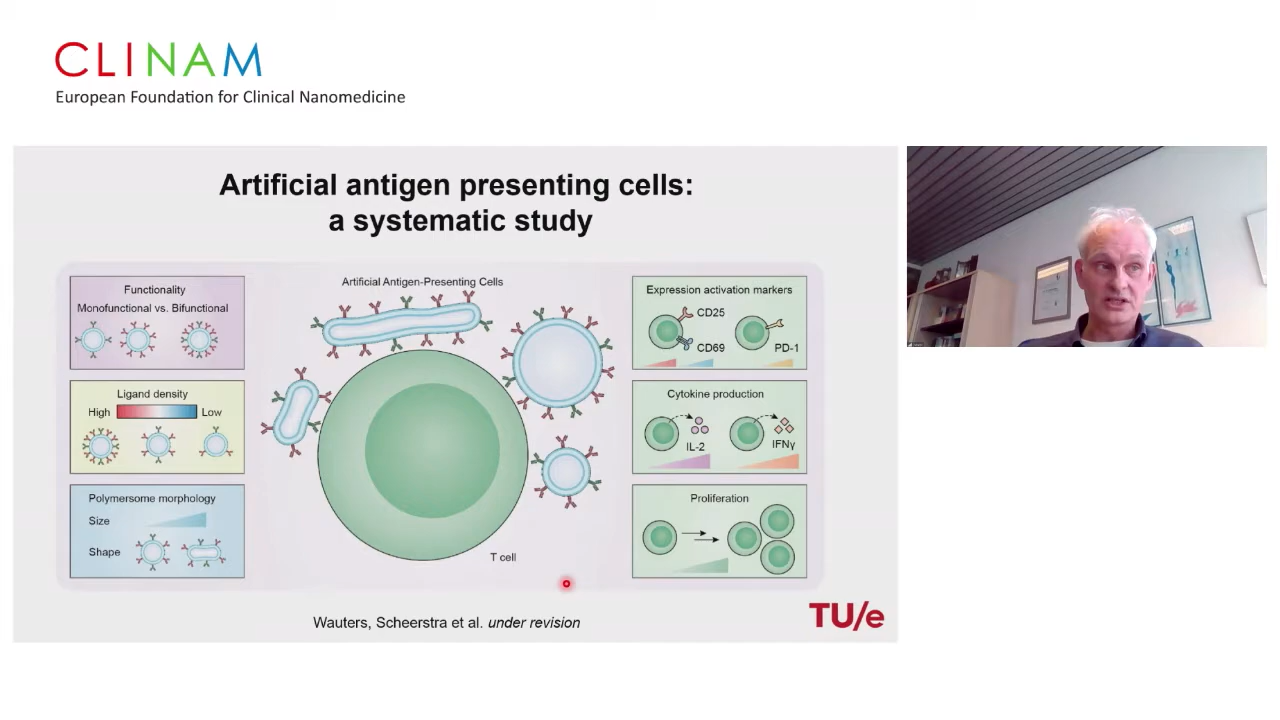 CLINAM
European Foundation for Clinical Nanomedicine
Artificial antigen presenting cells:
a systematic study
Functionality
Monofunctional vs. Bifunctional
Ligand density
High
Low
Polymersome morphology
Size
Shape
Artificial Antigen-Presenting Cells
T cell
Expression activation markers
CD25
CD69
PD-1
Cytokine production
IL-2
IFNγ
Proliferation
Wauters, Scheerstra et al. under revision
TU/e